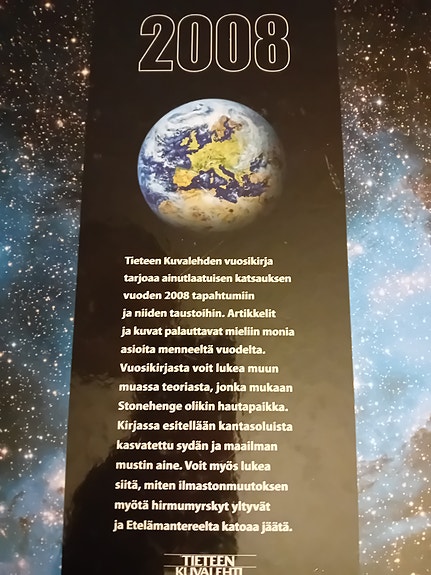 2008
Tieteen Kuvalehden vuosikirja
tarjoaa ainutlaatuisen katsauksen
vuoden 2008 tapahtumiin
ja niiden taustoihin. Artikkelit
ja kuvat palauttavat mieliin monia
asioita menneeltä vuodelta.
Vuosikirjasta voit lukea muun
muassa teoriasta, jonka mukaan
Stonehenge olikin hautapaikka.
Kirjassa esitellään kantasoluista
kasvatettu sydän ja maailman
mustin aine. Voit myös lukea
siitä, miten ilmastonmuutoksen
myötä hirmumyrskyt yltyvät
ja Etelämantereelta katoaa jäätä.
TIETEEN
KUVALEHTI